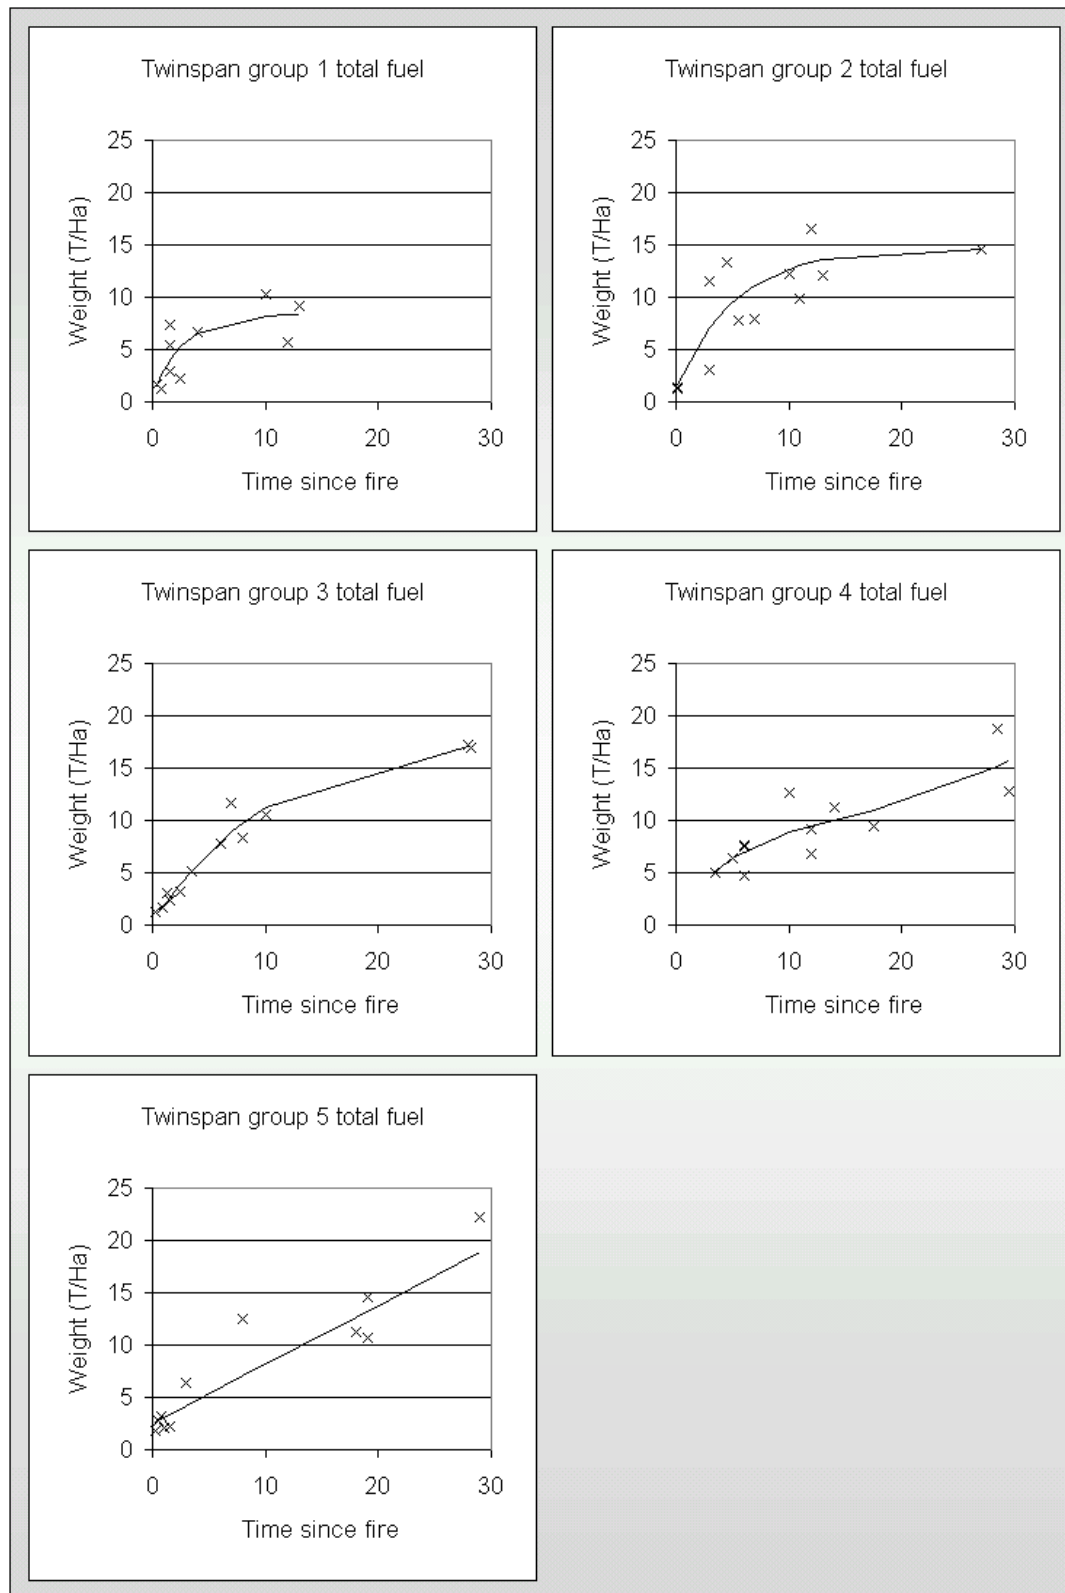 Twinspan group 1 total fuel
Weight (T/Ha)
25
20
15
10
5
0
0 10 20 30
Time since fire
Twinspan group 2 total fuel
Weight (T/Ha)
25
20
15
10
5
0
0 10 20 30
Time since fire
Twinspan group 3 total fuel
Weight (T/Ha)
25
20
15
10
5
0
0 10 20 30
Time since fire
Twinspan group 4 total fuel
Weight (T/Ha)
25
20
15
10
5
0
0 10 20 30
Time since fire
Twinspan group 5 total fuel
Weight (T/Ha)
25
20
15
10
5
0
0 10 20 30
Time since fire